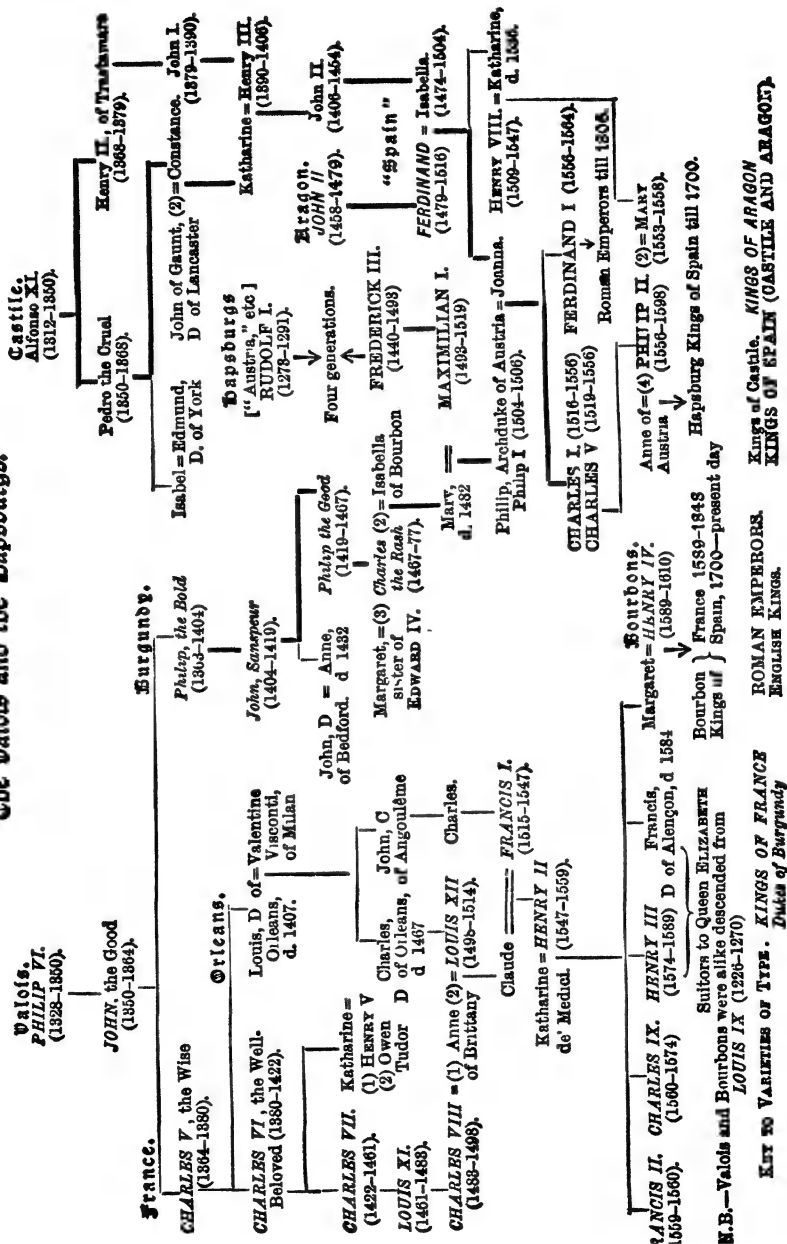 The Valois and the Hapsburgs.
Valois.
PHILIP VI.
(1328–1350).
JOHN, the Good
(1350–1364).
France.
CHARLES V, the Wise
(1364–1380).
CHARLES VI, the Well-
Beloved (1380–1422).
CHARLES VII.
(1422–1461).
LOUIS XI.
(1461–1483).
Katharine =
(1) HENRY V
(2) Owen
Tudor
CHARLES VIII = (1) Anne (2) = LOUIS XII
(1483–1498). of Brittany (1498–1514).
Orleans.
Louis, D of = Valentine
Orleans, Visconti,
d. 1407. of Milan
Charles, John, C
D of Orleans, of Angoulême
d 1467
Charles.
Claude = FRANCIS I.
(1515–1547).
Katharine = HENRY II
de' Medici. (1547–1559).
FRANCIS II. CHARLES IX. HENRY III Francis,
(1559–1560). (1560–1574) (1574–1589) D of Alençon, d 1584
Suitors to Queen ELIZABETH
Margaret = HENRY IV.
(1589–1610)
Bourbons.
Bourbon } France 1589–1848
Kings of } Spain, 1700—present day
N.B.—Valois and Bourbons were alike descended from
LOUIS IX (1226–1270)
Burgundy.
Philip, the Bold
(1363–1404)
John, Sanspeur
(1404–1419).
John, D = Anne,
of Bedford. d 1432
Philip the Good
(1419–1467).
Margaret, = (3) Charles (2) = Isabella
sister of the Rash of Bourbon
EDWARD IV. (1467–77)
Mary, =
d. 1482
Castile.
Alfonso XI.
(1312–1350).
Pedro the Cruel
(1350–1368).
Henry II, of Trastamare
(1368–1379).
Isabel = Edmund,
D. of York
John of Gaunt, (2) = Constance.
D of Lancaster
John I.
(1379–1390)
Katharine = Henry III.
(1390–1406)
Hapsburgs
["Austria," etc]
RUDOLF I.
(1273–1291).
Four generations.
FREDERICK III.
(1440–1493)
MAXIMILIAN I.
(1493–1519)
Aragon.
JOHN II
(1458–1479).
John II.
(1406–1454).
"Spain"
FERDINAND = Isabella.
(1479–1516) (1474–1504).
Philip, Archduke of Austria = Joanna.
Philip I (1504–1506).
HENRY VIII. = Katharine,
(1509–1547). d. 1536.
CHARLES I. (1516–1556)
CHARLES V (1519–1556)
FERDINAND I (1556–1564).
Roman Emperors till 1806.
Anne of = (4) PHILIP II. (2) = MARY
Austria (1556–1598) (1553–1558).
Hapsburg Kings of Spain till 1700.
KEY TO VARIETIES OF TYPE. KINGS OF FRANCE
Dukes of Burgundy
ROMAN EMPERORS.
ENGLISH KINGS.
Kings of Castile. KINGS OF ARAGON
KINGS OF SPAIN (CASTILE AND ARAGON).